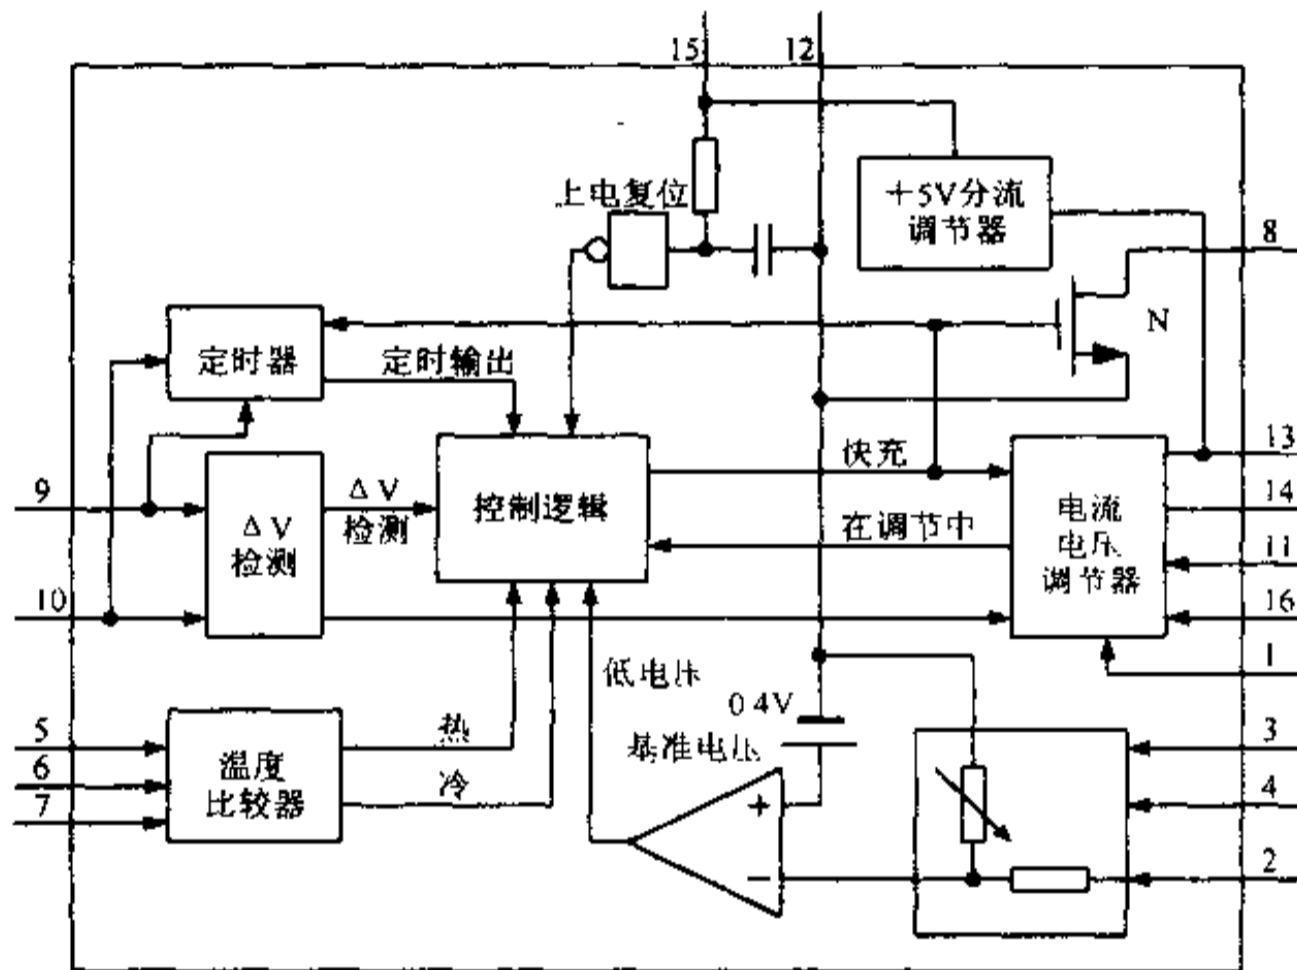 15
12
上电复位
+5V分流
调节器
8
N
定时器
定时输出
快充
13
9
ΔV
检测
ΔV
检测
控制逻辑
在调节中
电流
电压
调节器
14
11
16
10
1
低电压
0.4V
基准电压
5
6
7
温度
比较器
热
冷
+
−
3
4
2